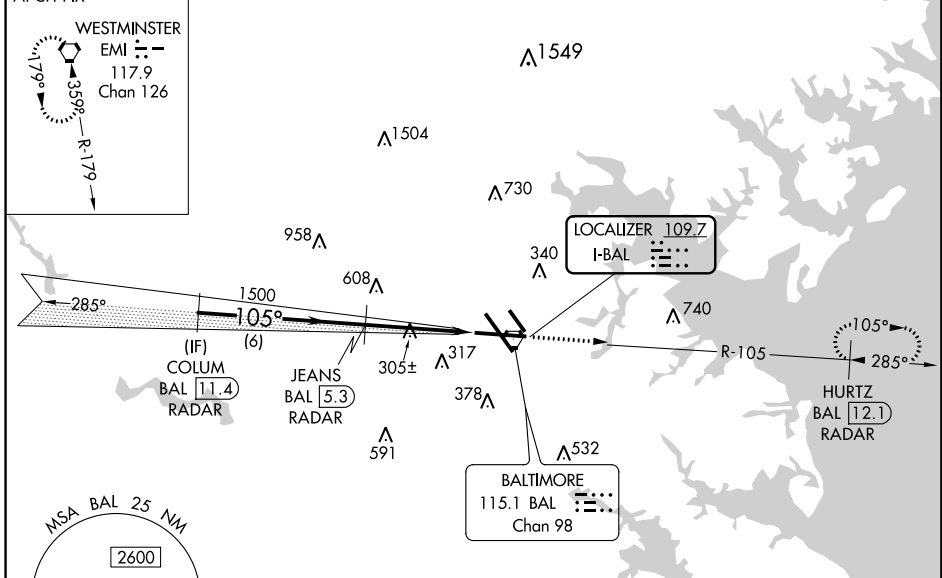 WESTMINSTER
EMI
117.9
Chan 126
179°
359°
R-179
1549
1504
730
958
LOCALIZER 109.7
I-BAL
340
608
1500
285°
105°
(6)
740
(IF)
COLUM
BAL 11.4
RADAR
JEANS
BAL 5.3
RADAR
305±
317
378
591
532
R-105
105°
285°
HURTZ
BAL 12.1
RADAR
BALTIMORE
115.1 BAL
Chan 98
MSA BAL 25 NM
2600